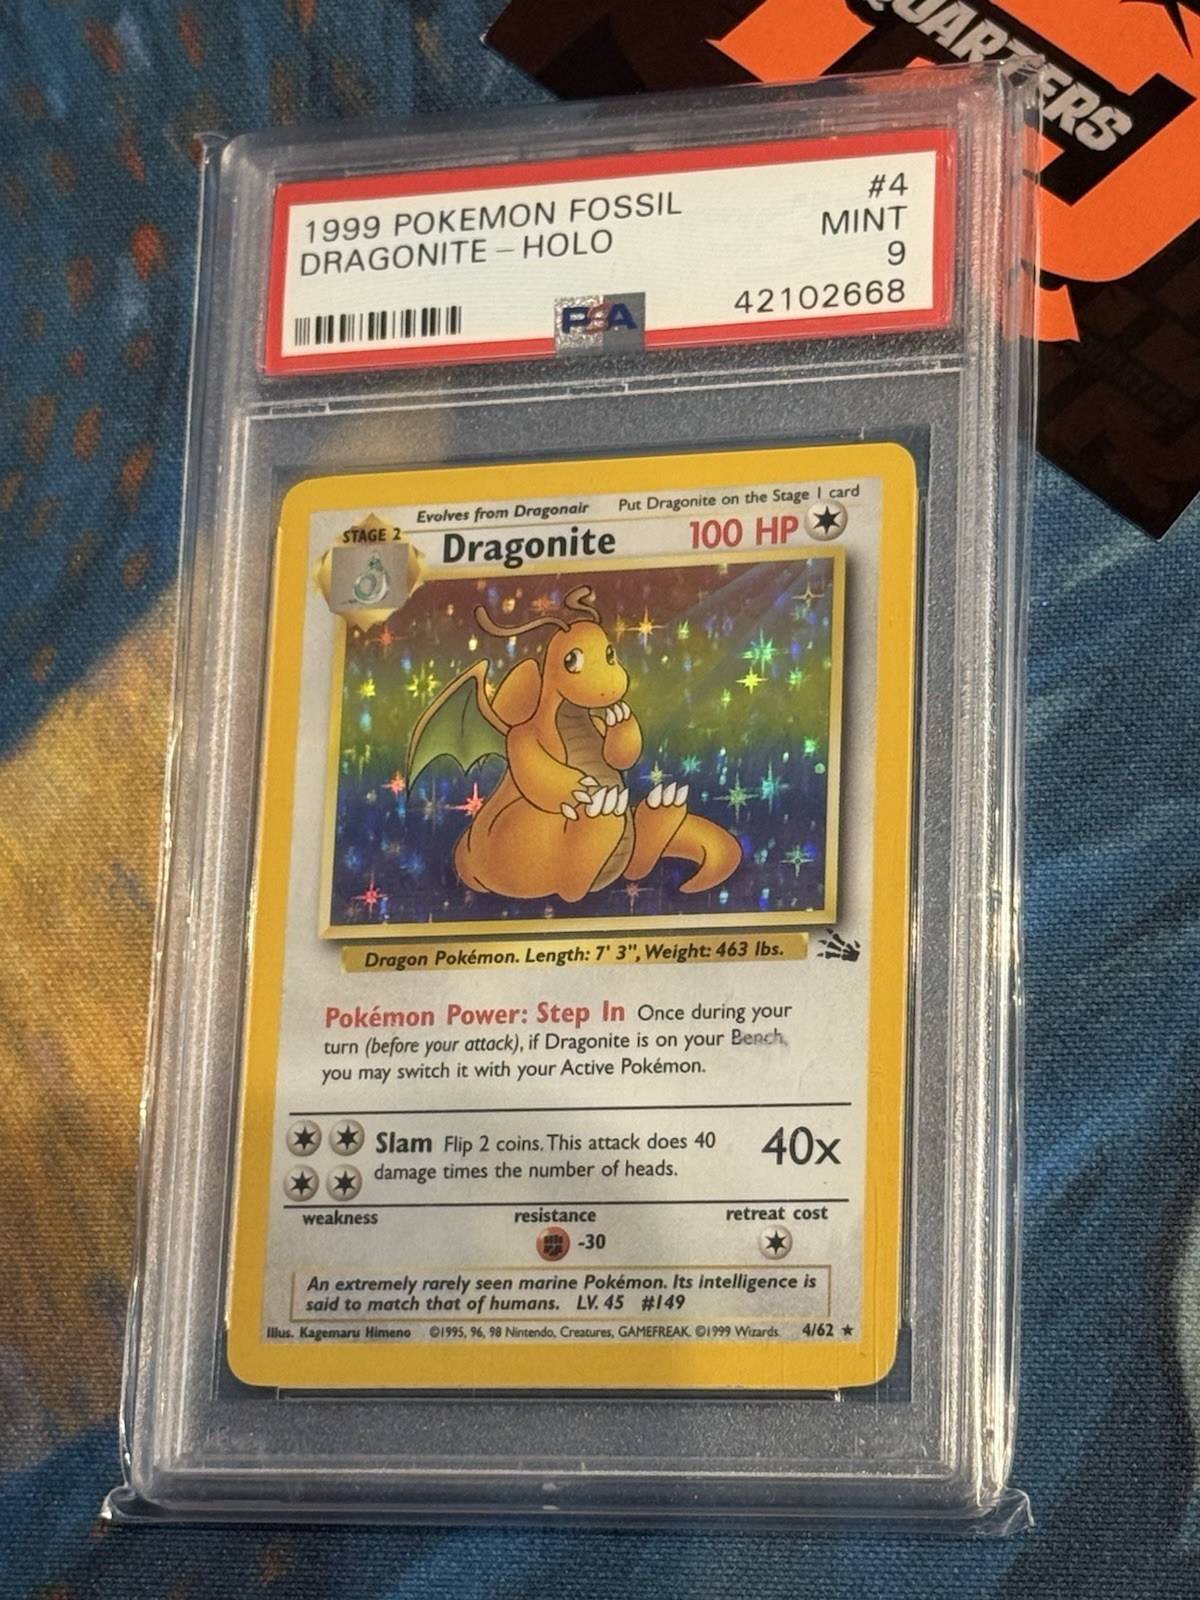 QUARTERS
1999 POKEMON FOSSIL #4
DRAGONITE – HOLO MINT
9
PSA 42102668
Evolves from Dragonair Put Dragonite on the Stage 1 card
STAGE 2 Dragonite 100 HP
Dragon Pokémon. Length: 7' 3", Weight: 463 lbs.
Pokémon Power: Step In Once during your
turn (before your attack), if Dragonite is on your Bench,
you may switch it with your Active Pokémon.
Slam Flip 2 coins. This attack does 40 40x
damage times the number of heads.
weakness resistance retreat cost
-30
An extremely rarely seen marine Pokémon. Its intelligence is
said to match that of humans. LV. 45 #149
Illus. Kagemaru Himeno ©1995, 96, 98 Nintendo, Creatures, GAMEFREAK. ©1999 Wizards. 4/62 ★